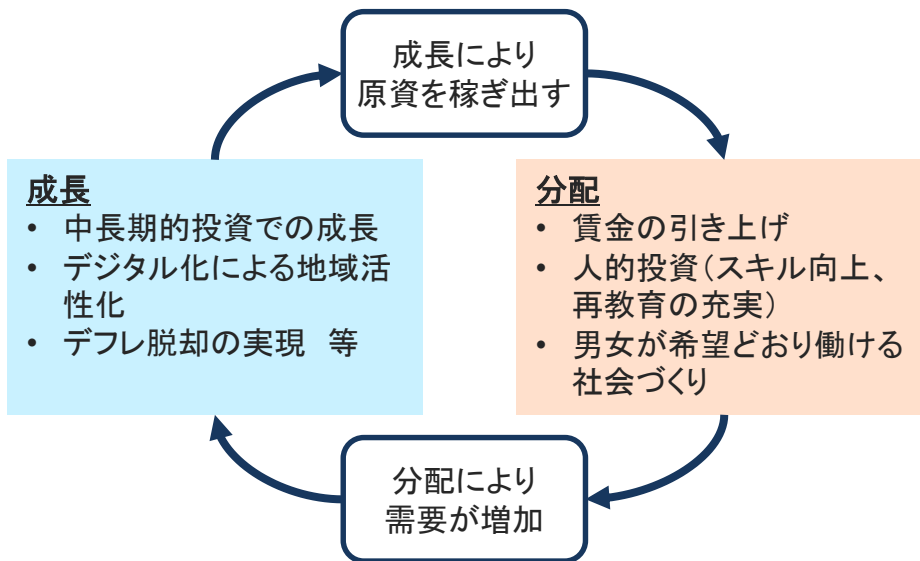 成長により
原資を稼ぎ出す
成長
• 中長期的投資での成長
• デジタル化による地域活
性化
• デフレ脱却の実現　等
分配
• 賃金の引き上げ
• 人的投資（スキル向上、
再教育の充実）
• 男女が希望どおり働ける
社会づくり
分配により
需要が増加